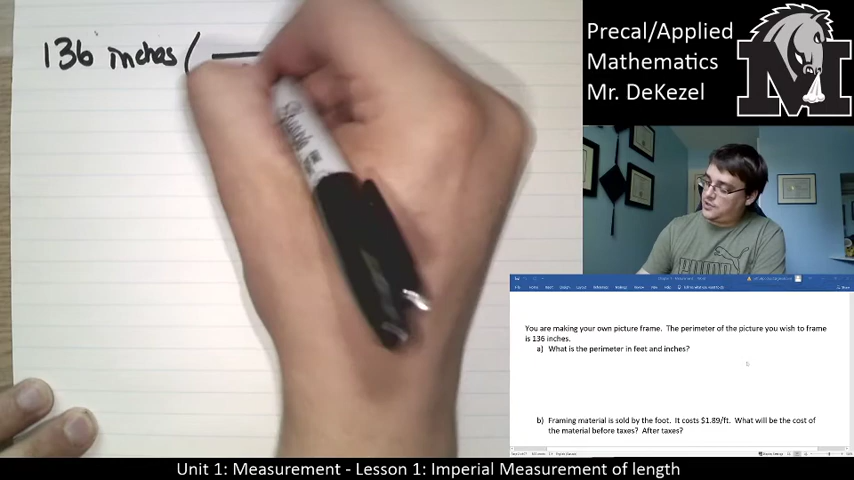 136 inches (
Precal/Applied
Mathematics
Mr. DeKezel
Sharpie
PUMA
You are making your own picture frame. The perimeter of the picture you wish to frame
is 136 inches.
a) What is the perimeter in feet and inches?
b) Framing material is sold by the foot. It costs $1.89/ft. What will be the cost of
the material before taxes? After taxes?
Unit 1: Measurement - Lesson 1: Imperial Measurement of length